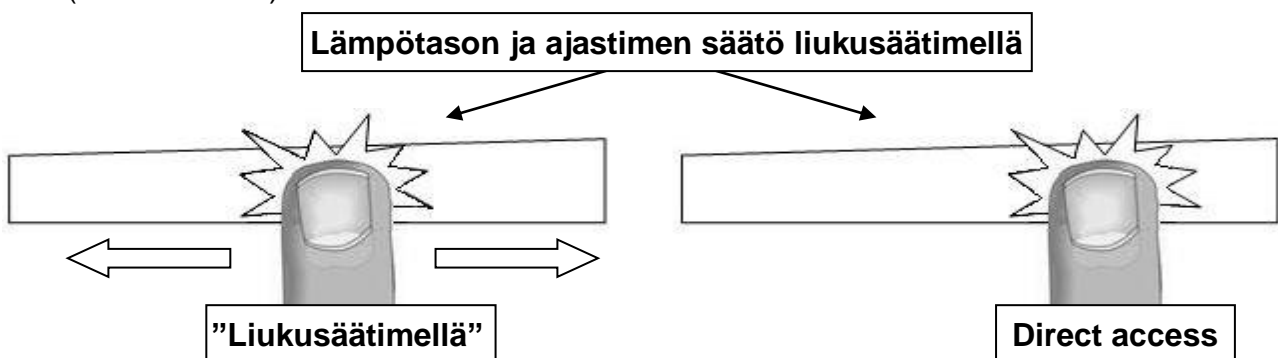 Lämpötason ja ajastimen säätö liukusäätimellä
”Liukusäätimellä”
Direct access